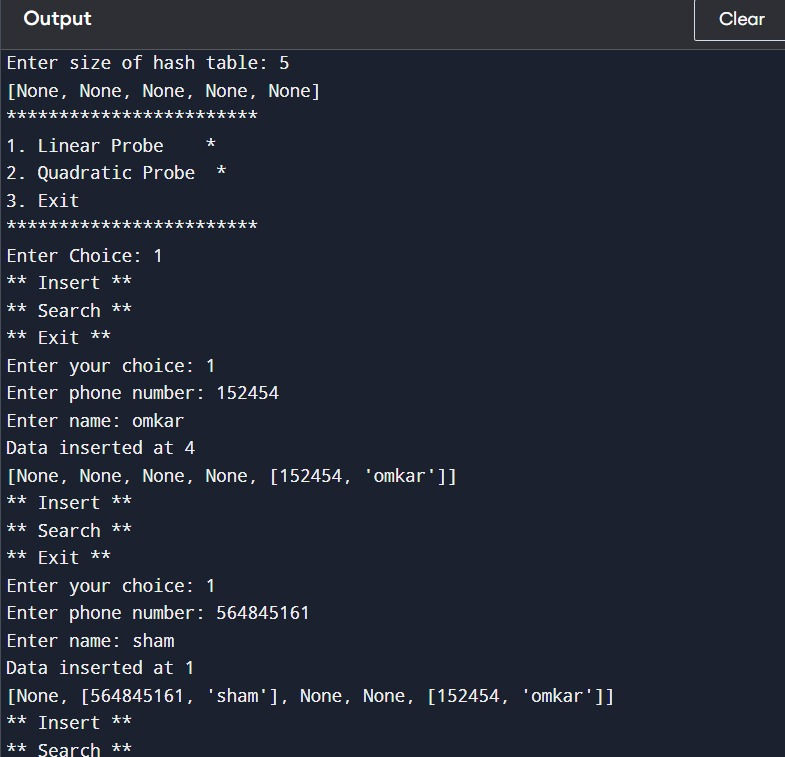 Output
Clear
Enter size of hash table: 5
[None, None, None, None, None]
************************
1. Linear Probe    *
2. Quadratic Probe  *
3. Exit
************************
Enter Choice: 1
** Insert **
** Search **
** Exit **
Enter your choice: 1
Enter phone number: 152454
Enter name: omkar
Data inserted at 4
[None, None, None, None, [152454, 'omkar']]
** Insert **
** Search **
** Exit **
Enter your choice: 1
Enter phone number: 564845161
Enter name: sham
Data inserted at 1
[None, [564845161, 'sham'], None, None, [152454, 'omkar']]
** Insert **
** Search **